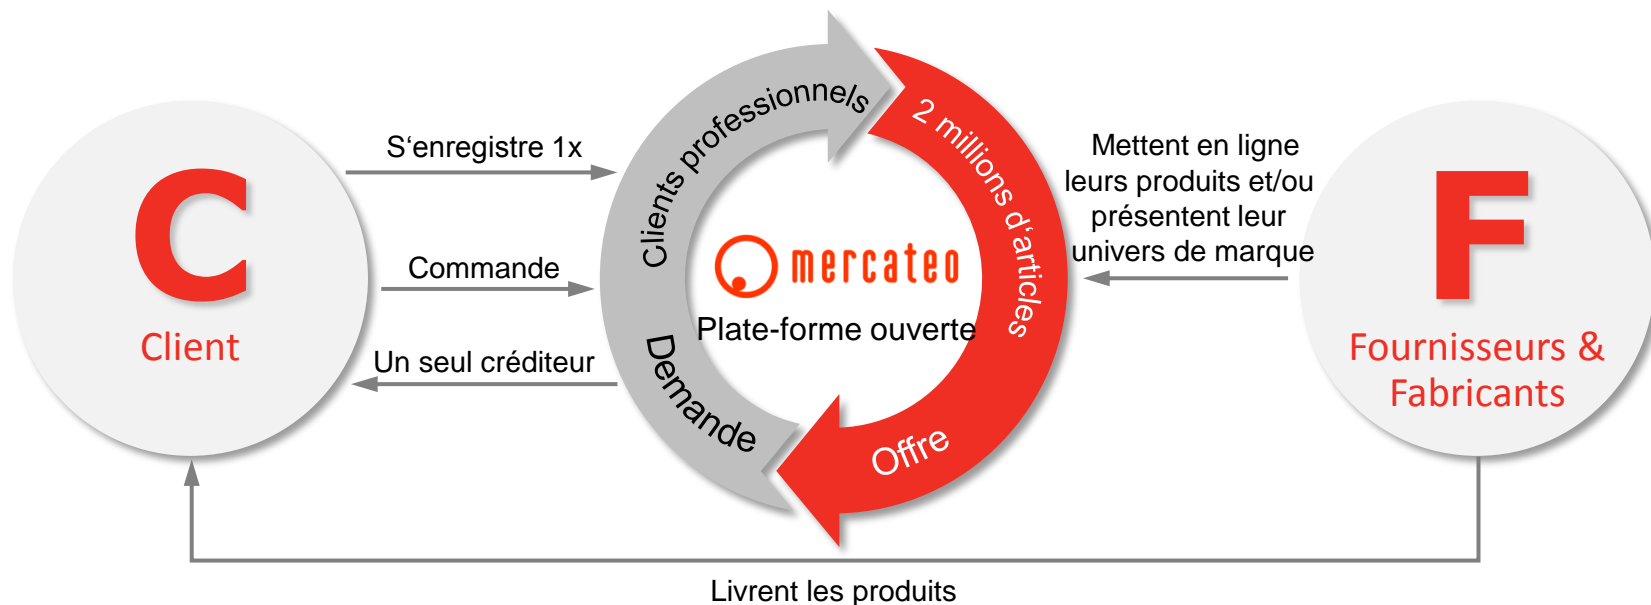 C
Client
S‘enregistre 1x
Commande
Un seul créditeur
Clients professionnels
Demande
2 millions d‘articles
Offre
mercateo
Plate-forme ouverte
Mettent en ligne
leurs produits et/ou
présentent leur
univers de marque
F
Fournisseurs &
Fabricants
Livrent les produits